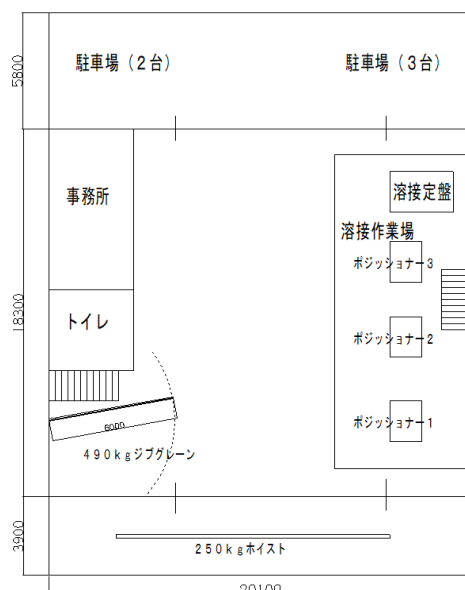 駐車場（２台）
駐車場（３台）
5800
事務所
溶接定盤
溶接作業場
ポジッショナー３
18300
トイレ
ポジッショナー２
6000
ポジッショナー１
４９０ｋｇジブグレーン
3900
２５０ｋｇホイスト
20100